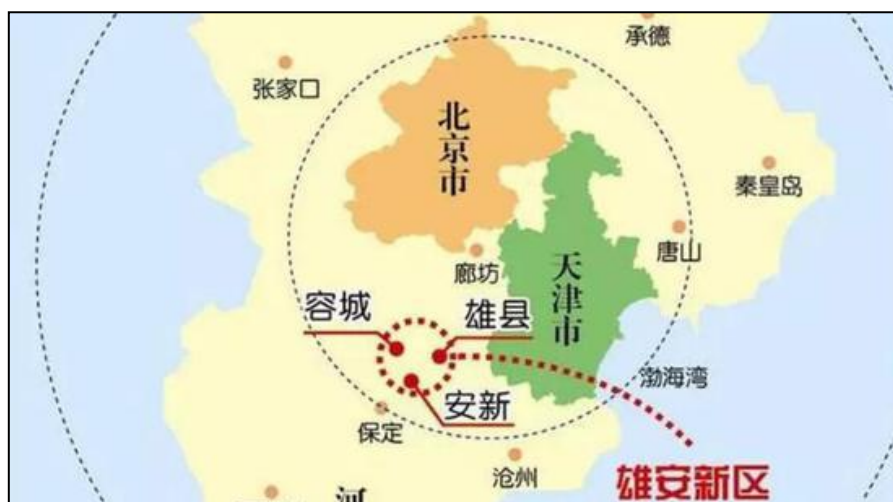 承德
张家口
北京市
秦皇岛
唐山
廊坊
天津市
容城
雄县
渤海湾
安新
保定
沧州
雄安新区
河